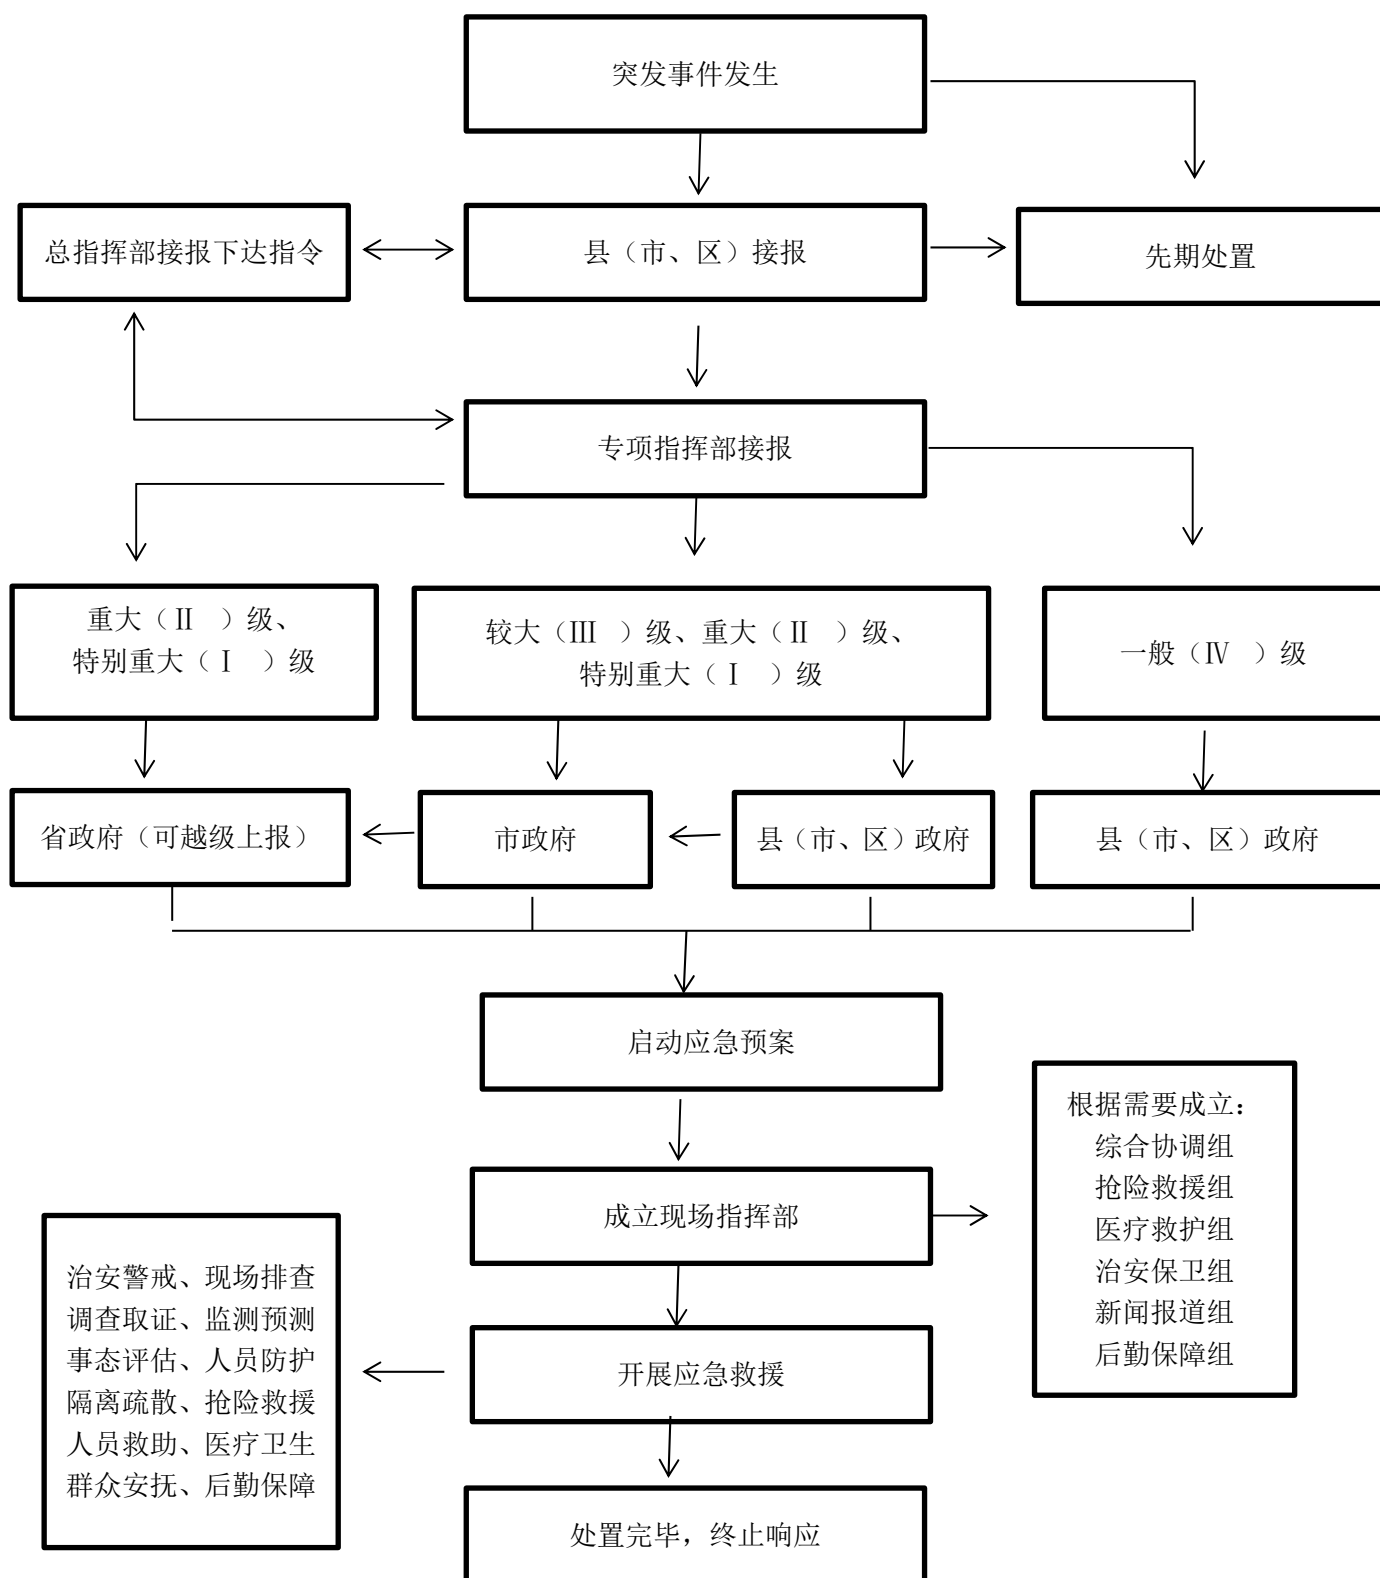 突发事件发生
总指挥部接报下达指令
县（市、区）接报
先期处置
专项指挥部接报
重大（Ⅱ　）级、
特别重大（Ⅰ　）级
较大（Ⅲ　）级、重大（Ⅱ　）级、
特别重大（Ⅰ　）级
一般（Ⅳ　）级
省政府（可越级上报）
市政府
县（市、区）政府
县（市、区）政府
启动应急预案
根据需要成立：
综合协调组
抢险救援组
医疗救护组
治安保卫组
新闻报道组
后勤保障组
成立现场指挥部
治安警戒、现场排查
调查取证、监测预测
事态评估、人员防护
隔离疏散、抢险救援
人员救助、医疗卫生
群众安抚、后勤保障
开展应急救援
处置完毕，终止响应